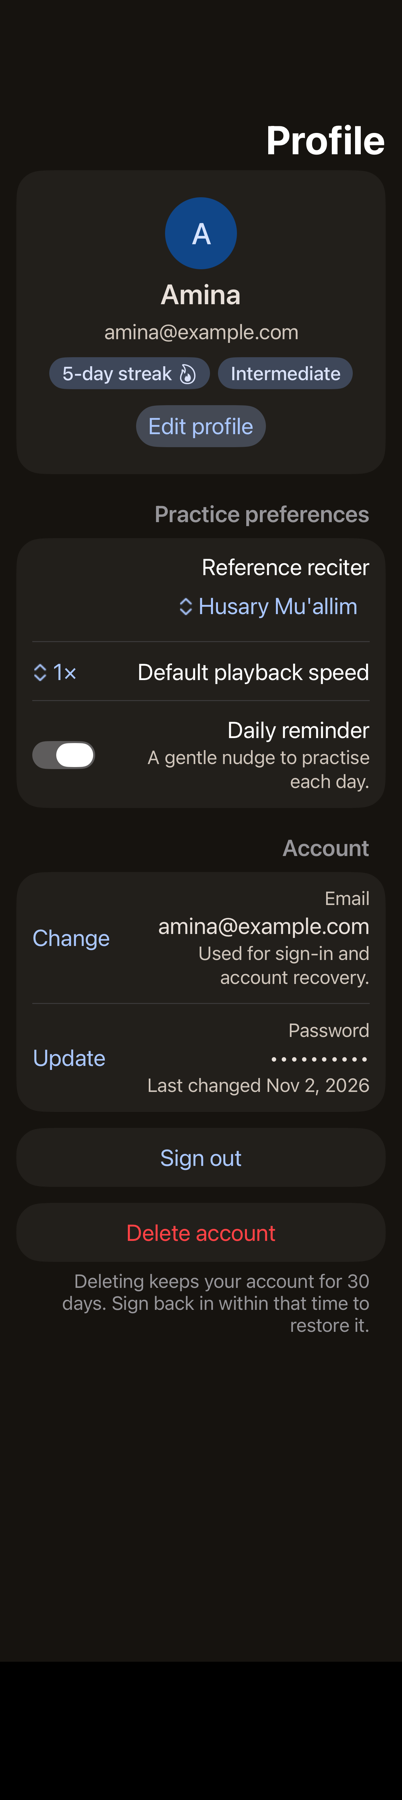 Profile
A
Amina
amina@example.com
5-day streak
Intermediate
Edit profile
Practice preferences
Reference reciter
Husary Mu'allim
Default playback speed
1×
Daily reminder
A gentle nudge to practise
each day.
Account
Email
amina@example.com
Used for sign-in and
account recovery.
Change
Password
••••••••••
Last changed Nov 2, 2026
Update
Sign out
Delete account
Deleting keeps your account for 30
days. Sign back in within that time to
restore it.